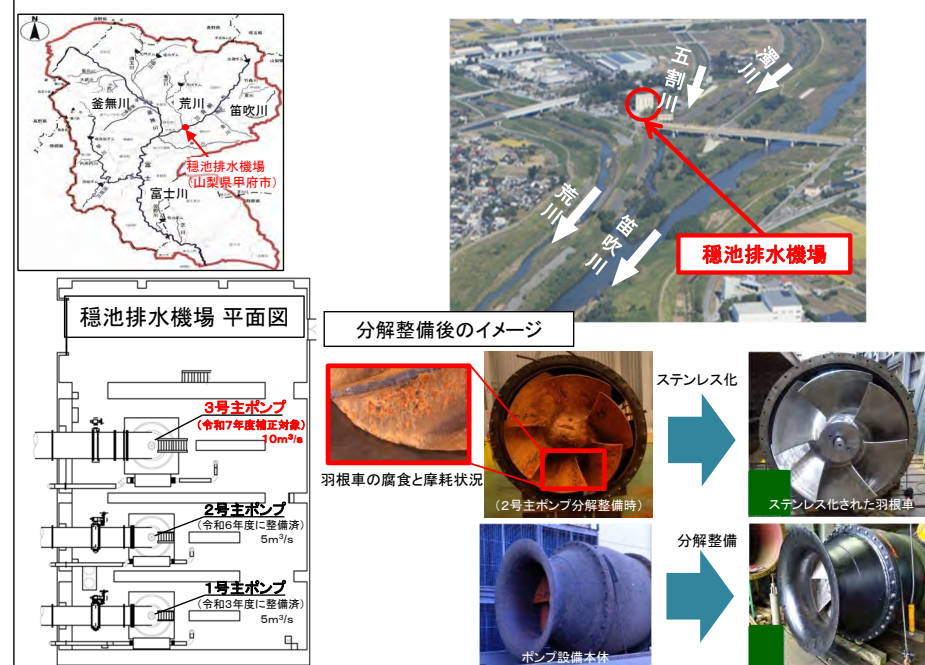 N
釜無川
荒川
笛吹川
穏池排水機場
(山梨県甲府市)
富士川
五割川
濁川
荒川
笛吹川
穏池排水機場
穏池排水機場 平面図
3号主ポンプ
(令和7年度補正対象)
10m³/s
2号主ポンプ
(令和6年度に整備済)
5m³/s
1号主ポンプ
(令和3年度に整備済)
5m³/s
分解整備後のイメージ
羽根車の腐食と摩耗状況
(2号主ポンプ分解整備時)
ステンレス化
ステンレス化された羽根車
ポンプ設備本体
分解整備